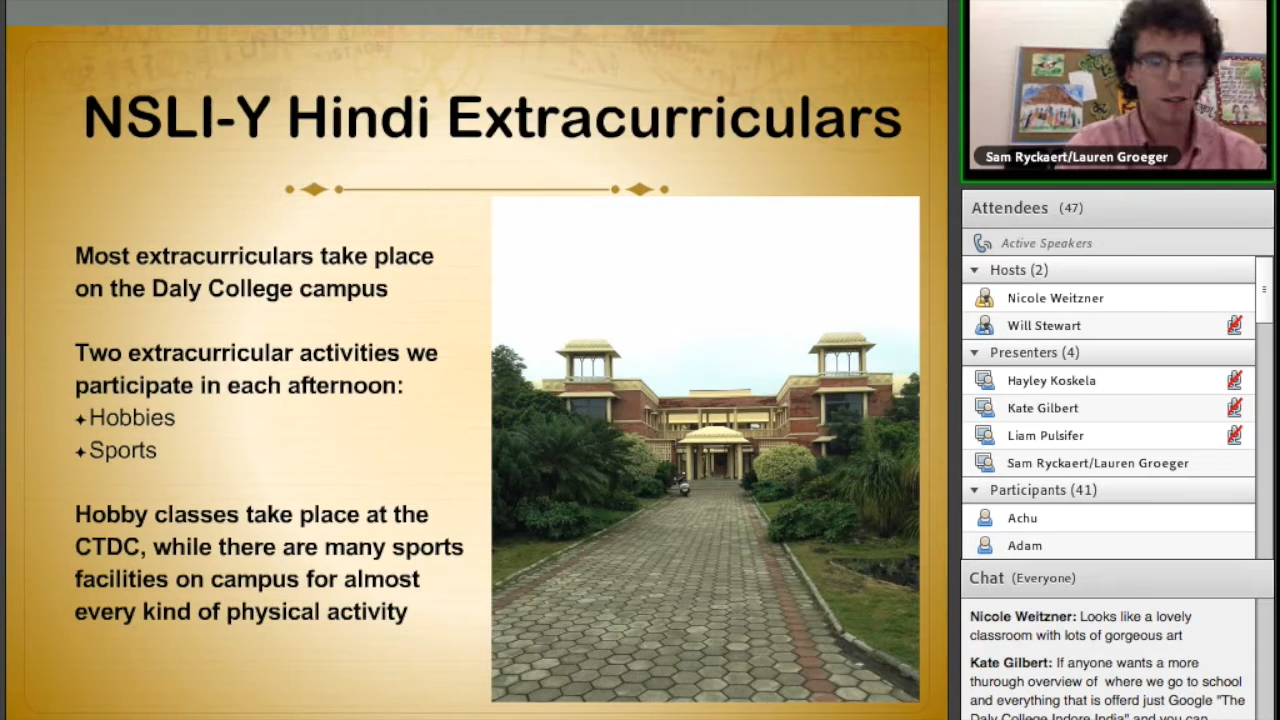 NSLI-Y Hindi Extracurriculars
Most extracurriculars take place
on the Daly College campus
Two extracurricular activities we
participate in each afternoon:
Hobbies
Sports
Hobby classes take place at the
CTDC, while there are many sports
facilities on campus for almost
every kind of physical activity
Sam Ryckaert/Lauren Groeger
Attendees (47)
Active Speakers
Hosts (2)
Nicole Weitzner
Will Stewart
Presenters (4)
Hayley Koskela
Kate Gilbert
Liam Pulsifer
Sam Ryckaert/Lauren Groeger
Participants (41)
Achu
Adam
Chat (Everyone)
Nicole Weitzner: Looks like a lovely
classroom with lots of gorgeous art
Kate Gilbert: If anyone wants a more
thurough overview of where we go to school
and everything that is offerd just Google "The
Daly College Indore India" and you can